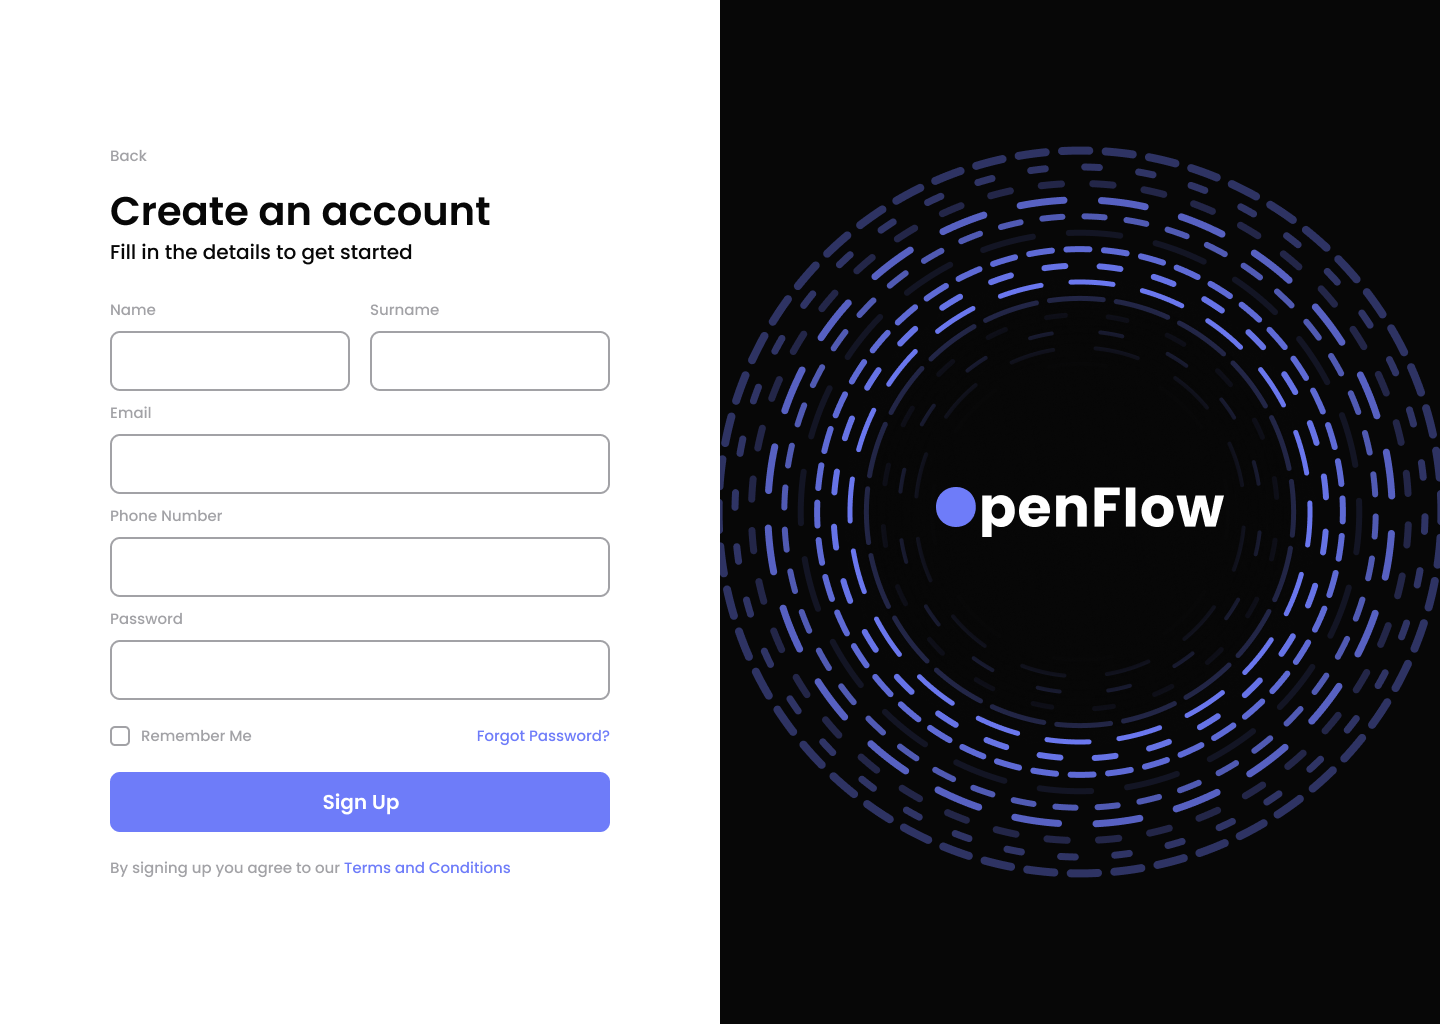 Back
Create an account
Fill in the details to get started
Name
Surname
Email
Phone Number
Password
Remember Me
Forgot Password?
Sign Up
By signing up you agree to our Terms and Conditions
penFlow